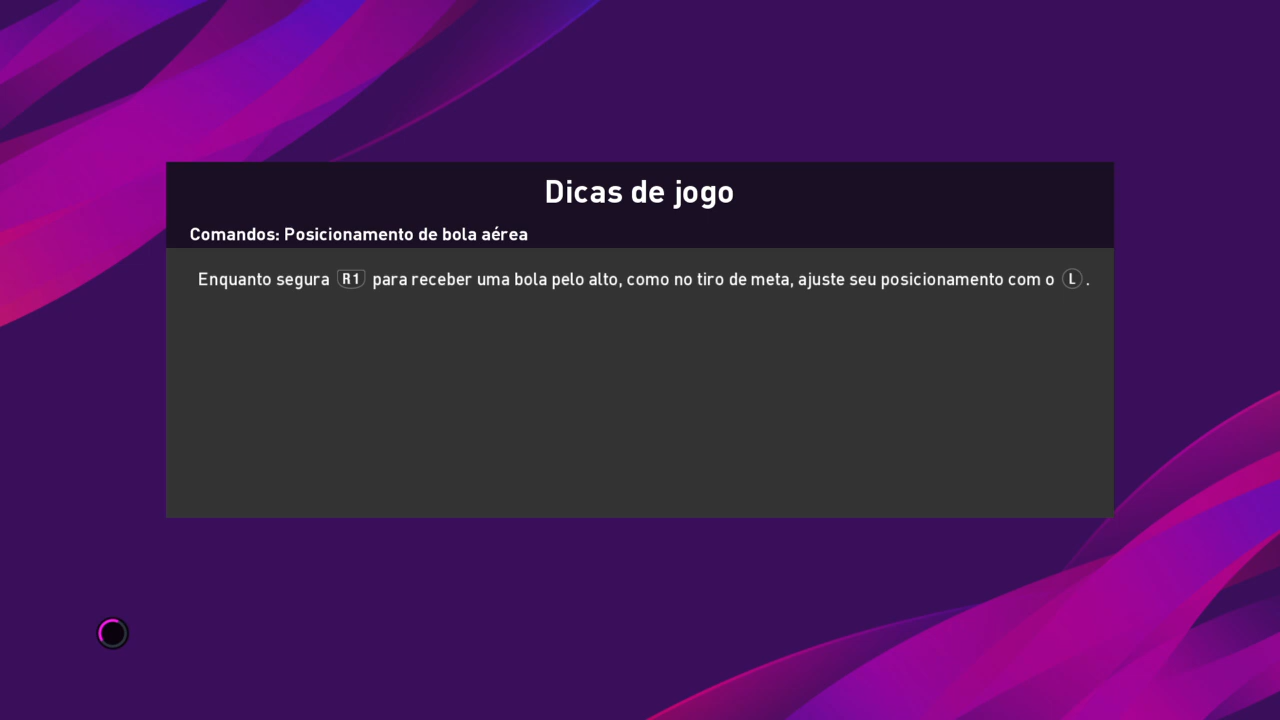 Dicas de jogo
Comandos: Posicionamento de bola aérea
Enquanto segura R1 para receber uma bola pelo alto, como no tiro de meta, ajuste seu posicionamento com o L.